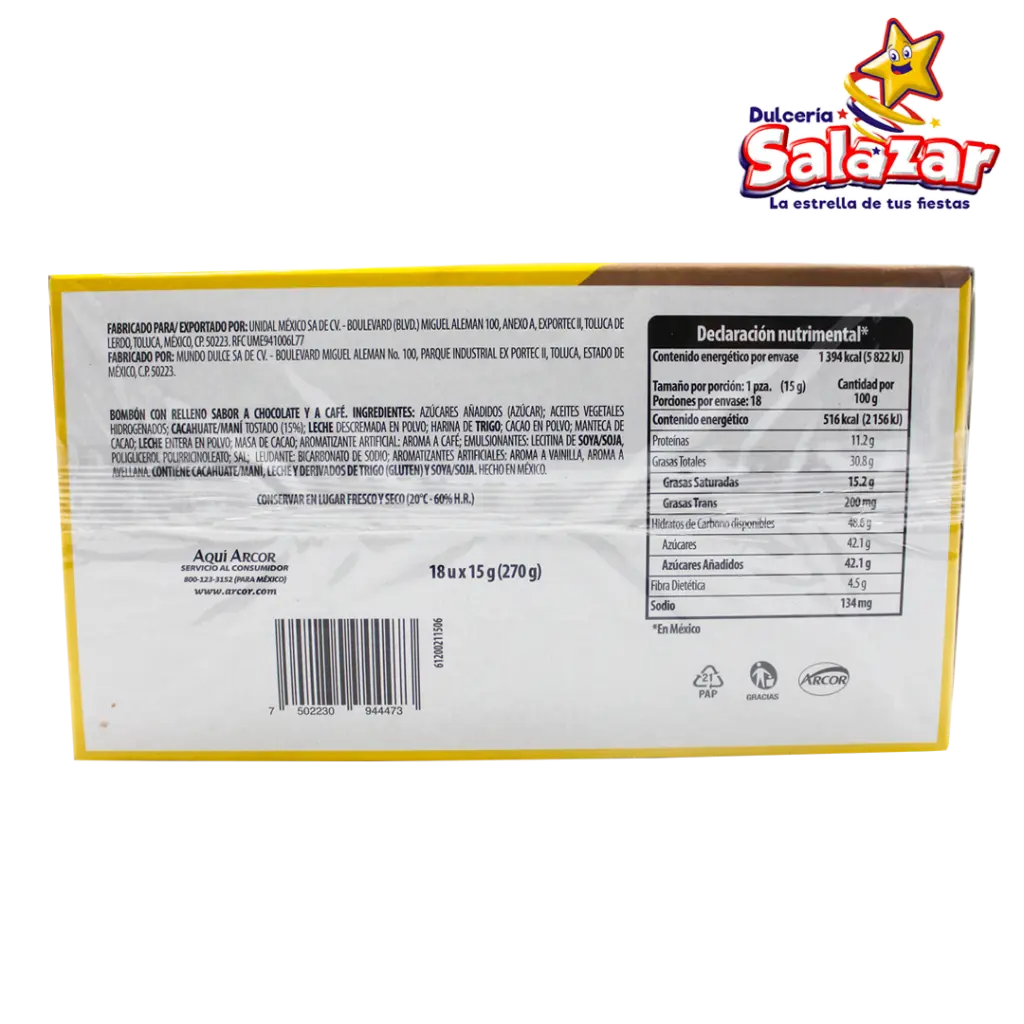 Dulcería
Salazar
La estrella de tus fiestas
FABRICADO PARA/ EXPORTADO POR: UNIDAL MÉXICO SA DE CV. - BOULEVARD (BLVD.) MIGUEL ALEMAN 100, ANEXO A, EXPORTEC II, TOLUCA DE
LERDO, TOLUCA, MÉXICO, CP. 50223. RFC UME941006L77
FABRICADO POR: MUNDO DULCE SA DE CV. - BOULEVARD MIGUEL ALEMAN No. 100, PARQUE INDUSTRIAL EX PORTEC II, TOLUCA, ESTADO DE
MÉXICO, C.P. 50223.
BOMBÓN CON RELLENO SABOR A CHOCOLATE Y A CAFÉ. INGREDIENTES: AZÚCARES AÑADIDOS (AZÚCAR); ACEITES VEGETALES
HIDROGENADOS; CACAHUATE/MANÍ TOSTADO (15%); LECHE DESCREMADA EN POLVO; HARINA DE TRIGO; CACAO EN POLVO; MANTECA DE
CACAO; LECHE ENTERA EN POLVO; MASA DE CACAO; AROMATIZANTE ARTIFICIAL: AROMA A CAFÉ; EMULSIONANTES: LECITINA DE SOYA/SOJA,
POLIGLICEROL POLIRRICINOLEATO; SAL; LEUDANTE: BICARBONATO DE SODIO; AROMATIZANTES ARTIFICIALES: AROMA A VAINILLA, AROMA A
AVELLANA. CONTIENE CACAHUATE/MANÍ, LECHE Y DERIVADOS DE TRIGO (GLUTEN) Y SOYA/SOJA. HECHO EN MÉXICO.
CONSERVAR EN LUGAR FRESCO Y SECO (20°C - 60% H.R.)
AQUÍ ARCOR
SERVICIO AL CONSUMIDOR
800-123-3152 (PARA MÉXICO)
www.arcor.com
18 u x 15 g (270 g)
61200211506
7 502230 944473
Declaración nutrimental*
Contenido energético por envase 1 394 kcal (5 822 kJ)
Tamaño por porción: 1 pza. (15 g)
Porciones por envase: 18
Cantidad por
100 g
Contenido energético 516 kcal (2 156 kJ)
Proteínas 11.2 g
Grasas Totales 30.8 g
Grasas Saturadas 15.2 g
Grasas Trans 200 mg
Hidratos de Carbono disponibles 48.6 g
Azúcares 42.1 g
Azúcares Añadidos 42.1 g
Fibra Dietética 4.5 g
Sodio 134 mg
*En México
21
PAP
GRACIAS
ARCOR